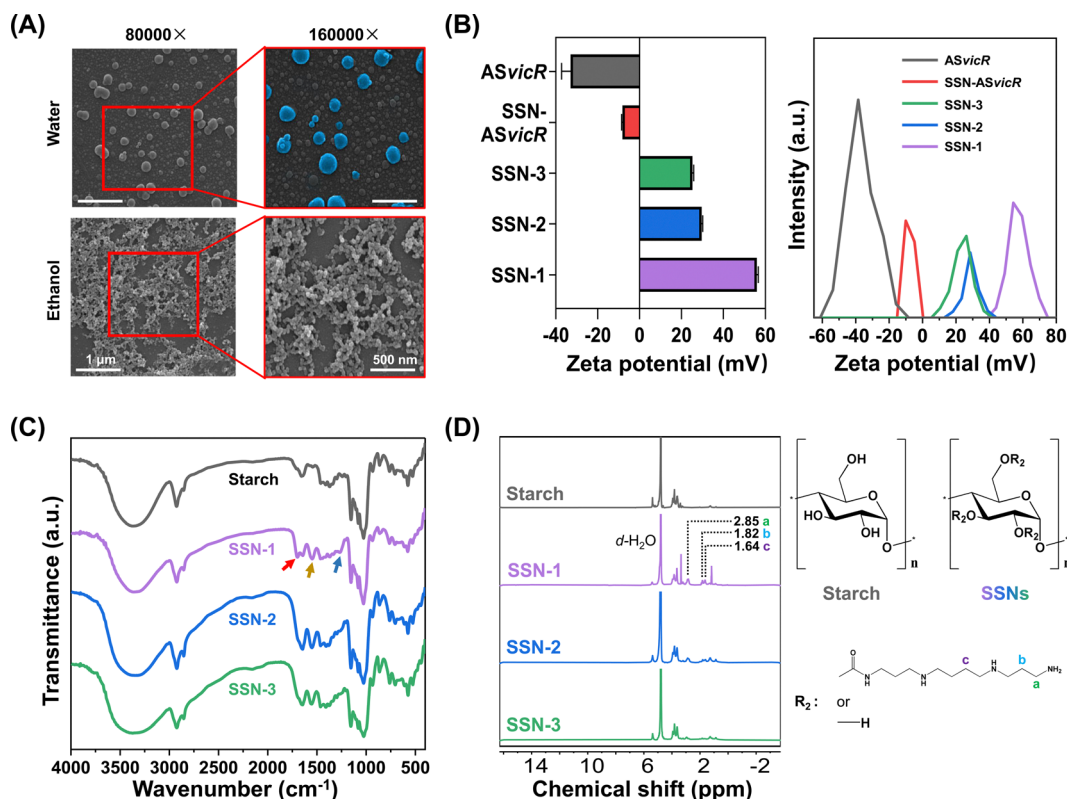 (A)
80000×
160000×
Water
Ethanol
1 μm
500 nm
(B)
ASvicR
SSN-
ASvicR
SSN-3
SSN-2
SSN-1
-40 -20 0 20 40 60
Zeta potential (mV)
Intensity (a.u.)
ASvicR
SSN-ASvicR
SSN-3
SSN-2
SSN-1
-60 -40 -20 0 20 40 60 80
Zeta potential (mV)
(C)
Transmittance (a.u.)
Starch
SSN-1
SSN-2
SSN-3
4000 3500 3000 2500 2000 1500 1000 500
Wavenumber (cm⁻¹)
(D)
Starch
d-H₂O
2.85 a
1.82 b
1.64 c
SSN-1
SSN-2
SSN-3
14 10 6 2 -2
Chemical shift (ppm)
OH
O
HO
OH
O
n
Starch
OR₂
O
R₂O
OR₂
O
n
SSNs
O
N
H
N
H
c
H
N
b
NH₂
a
R₂: or
—H